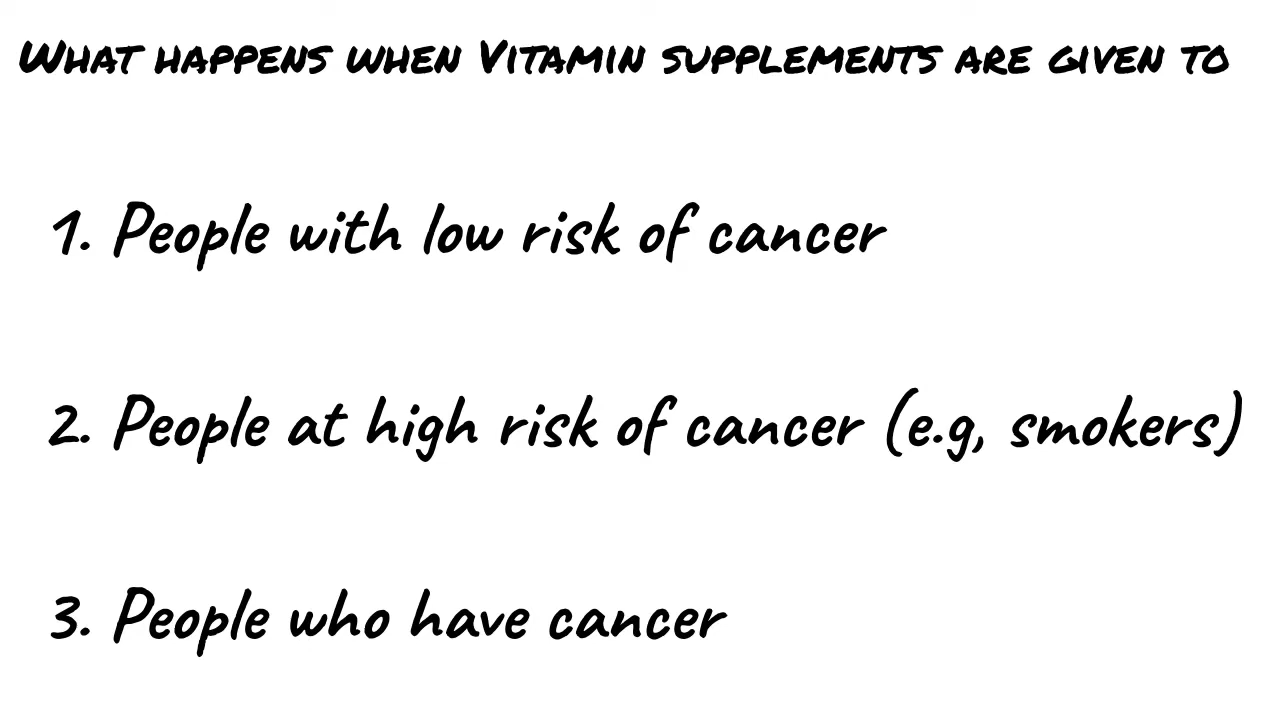 What happens when Vitamin supplements are given to
1. People with low risk of cancer
2. People at high risk of cancer (e.g, smokers)
3. People who have cancer